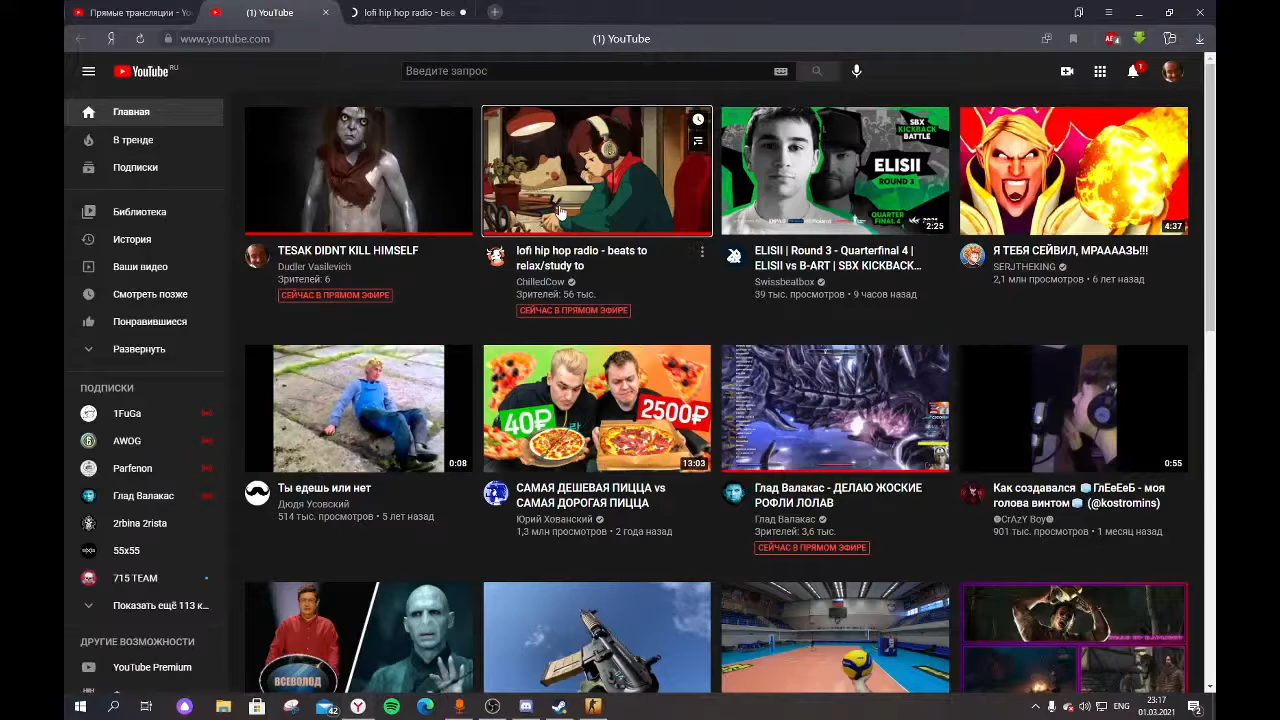 Прямые трансляции - You
(1) YouTube
lofi hip hop radio - bea
www.youtube.com
(1) YouTube
YouTube RU
Введите запрос
1
Главная
В тренде
Подписки
Библиотека
История
Ваши видео
Смотреть позже
Понравившиеся
Развернуть
ПОДПИСКИ
1FuGa
AWOG
Parfenon
Глад Валакас
2rbina 2rista
55x55
715 TEAM
Показать ещё 113 к...
ДРУГИЕ ВОЗМОЖНОСТИ
YouTube Premium
TESAK DIDNT KILL HIMSELF
Dudler Vasilevich
Зрителей: 6
СЕЙЧАС В ПРЯМОМ ЭФИРЕ
lofi hip hop radio - beats to
relax/study to
ChilledCow
Зрителей: 56 тыс.
СЕЙЧАС В ПРЯМОМ ЭФИРЕ
SBX
KICKBACK
BATTLE
ELISII
ROUND 3
QUARTER
FINAL 4
2:25
ELISII | Round 3 - Quarterfinal 4 |
ELISII vs B-ART | SBX KICKBACK...
Swissbeatbox
39 тыс. просмотров • 9 часов назад
4:37
Я ТЕБЯ СЕЙВИЛ, МРАААAЗЬ!!!
SERJTHEKING
2,1 млн просмотров • 6 лет назад
0:08
Ты едешь или нет
Дюдя Усовский
514 тыс. просмотров • 5 лет назад
40₽
2500₽
13:03
САМАЯ ДЕШЕВАЯ ПИЦЦА vs
САМАЯ ДОРОГАЯ ПИЦЦА
Юрий Хованский
1,3 млн просмотров • 2 года назад
Глад Валакас - ДЕЛАЮ ЖОСКИЕ
РОФЛИ ЛОЛАВ
Глад Валакас
Зрителей: 3,6 тыс.
СЕЙЧАС В ПРЯМОМ ЭФИРЕ
0:55
Как создавался 🧊ГлЕеЕеБ - моя
голова винтом🧊 (@kostromins)
CrAzY Boy
901 тыс. просмотров • 1 месяц назад
ВСЕВОЛОД
42
ENG
23:17
01.03.2021
2